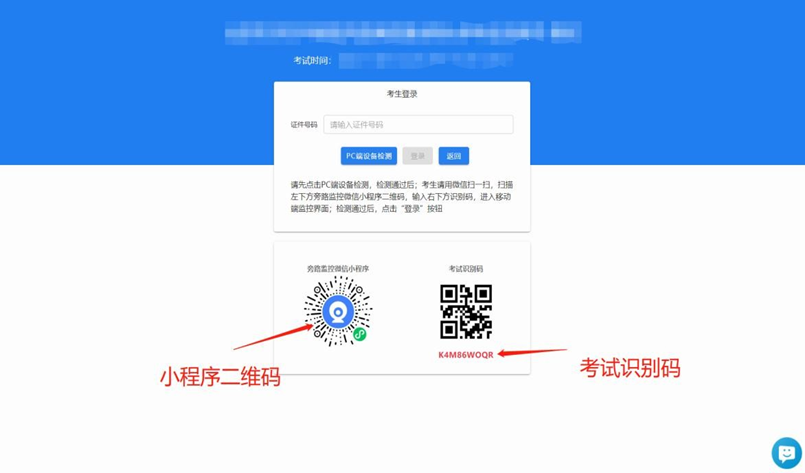 考试时间：
考生登录
证件号码 请输入证件号码
PC端设备检测 登录 返回
请先点击PC端设备检测，检测通过后；考生请用微信扫一扫，扫描
左下方旁路监控微信小程序二维码，输入右下方识别码，进入移动
端监控界面；检测通过后，点击“登录”按钮
旁路监控微信小程序 考试识别码
K4M86WOQR
小程序二维码 考试识别码